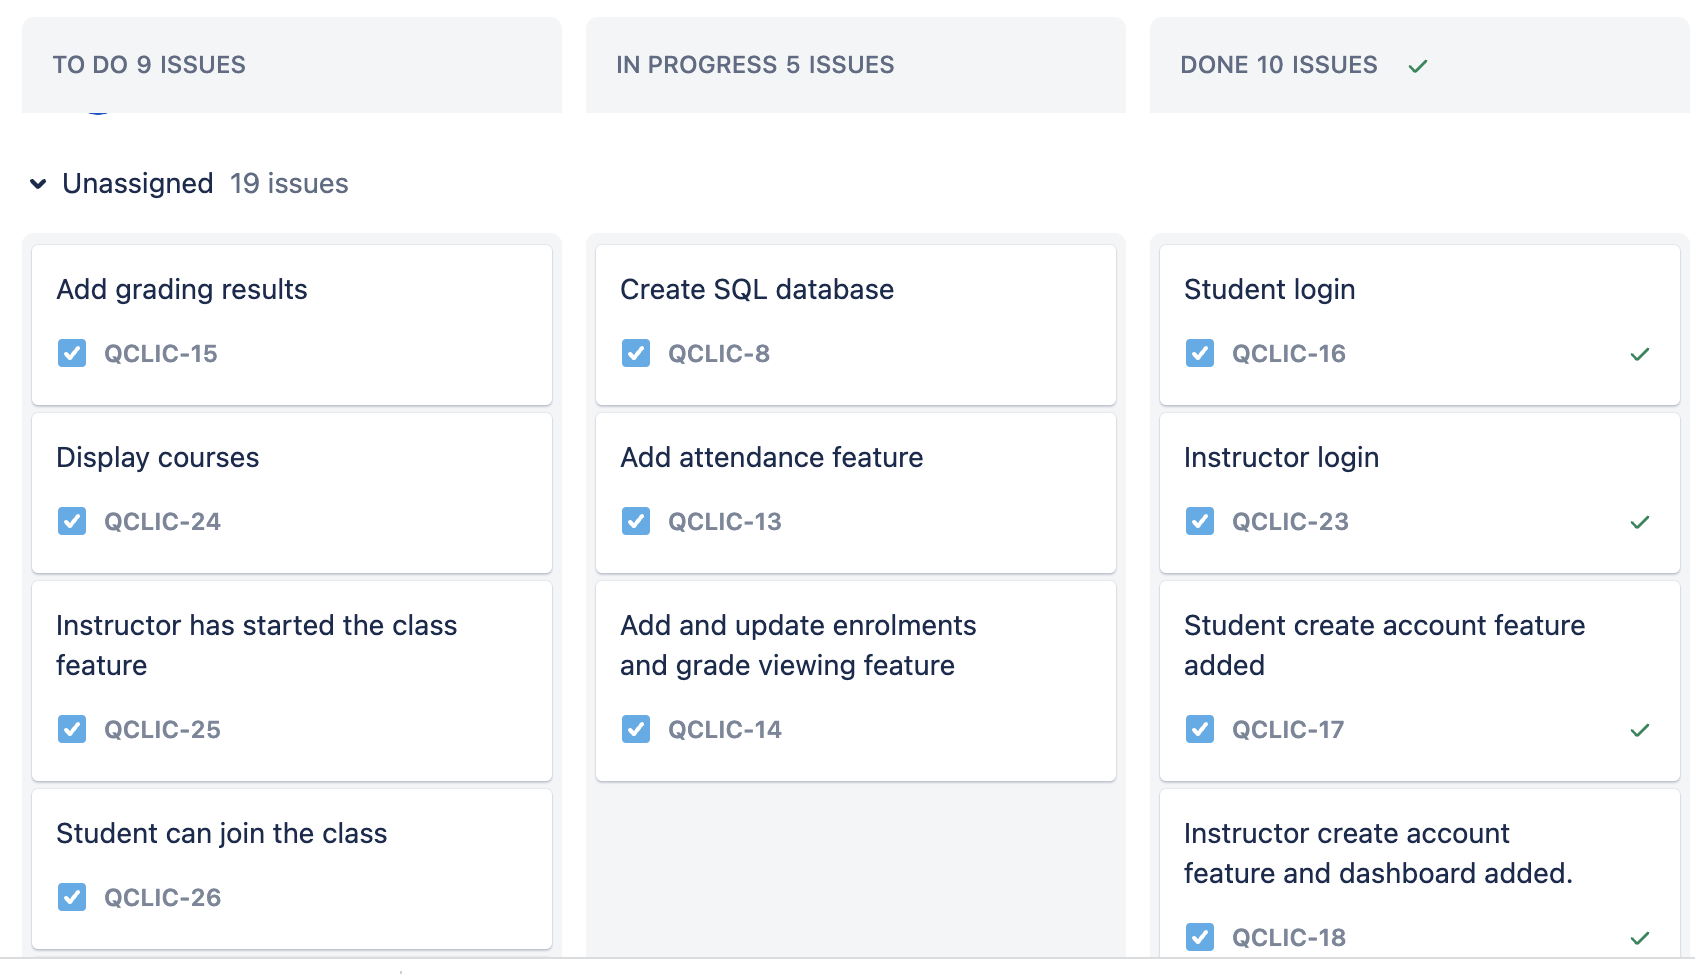 TO DO 9 ISSUES
IN PROGRESS 5 ISSUES
DONE 10 ISSUES
Unassigned 19 issues
Add grading results
QCLIC-15
Display courses
QCLIC-24
Instructor has started the class
feature
QCLIC-25
Student can join the class
QCLIC-26
Create SQL database
QCLIC-8
Add attendance feature
QCLIC-13
Add and update enrolments
and grade viewing feature
QCLIC-14
Student login
QCLIC-16
Instructor login
QCLIC-23
Student create account feature
added
QCLIC-17
Instructor create account
feature and dashboard added.
QCLIC-18